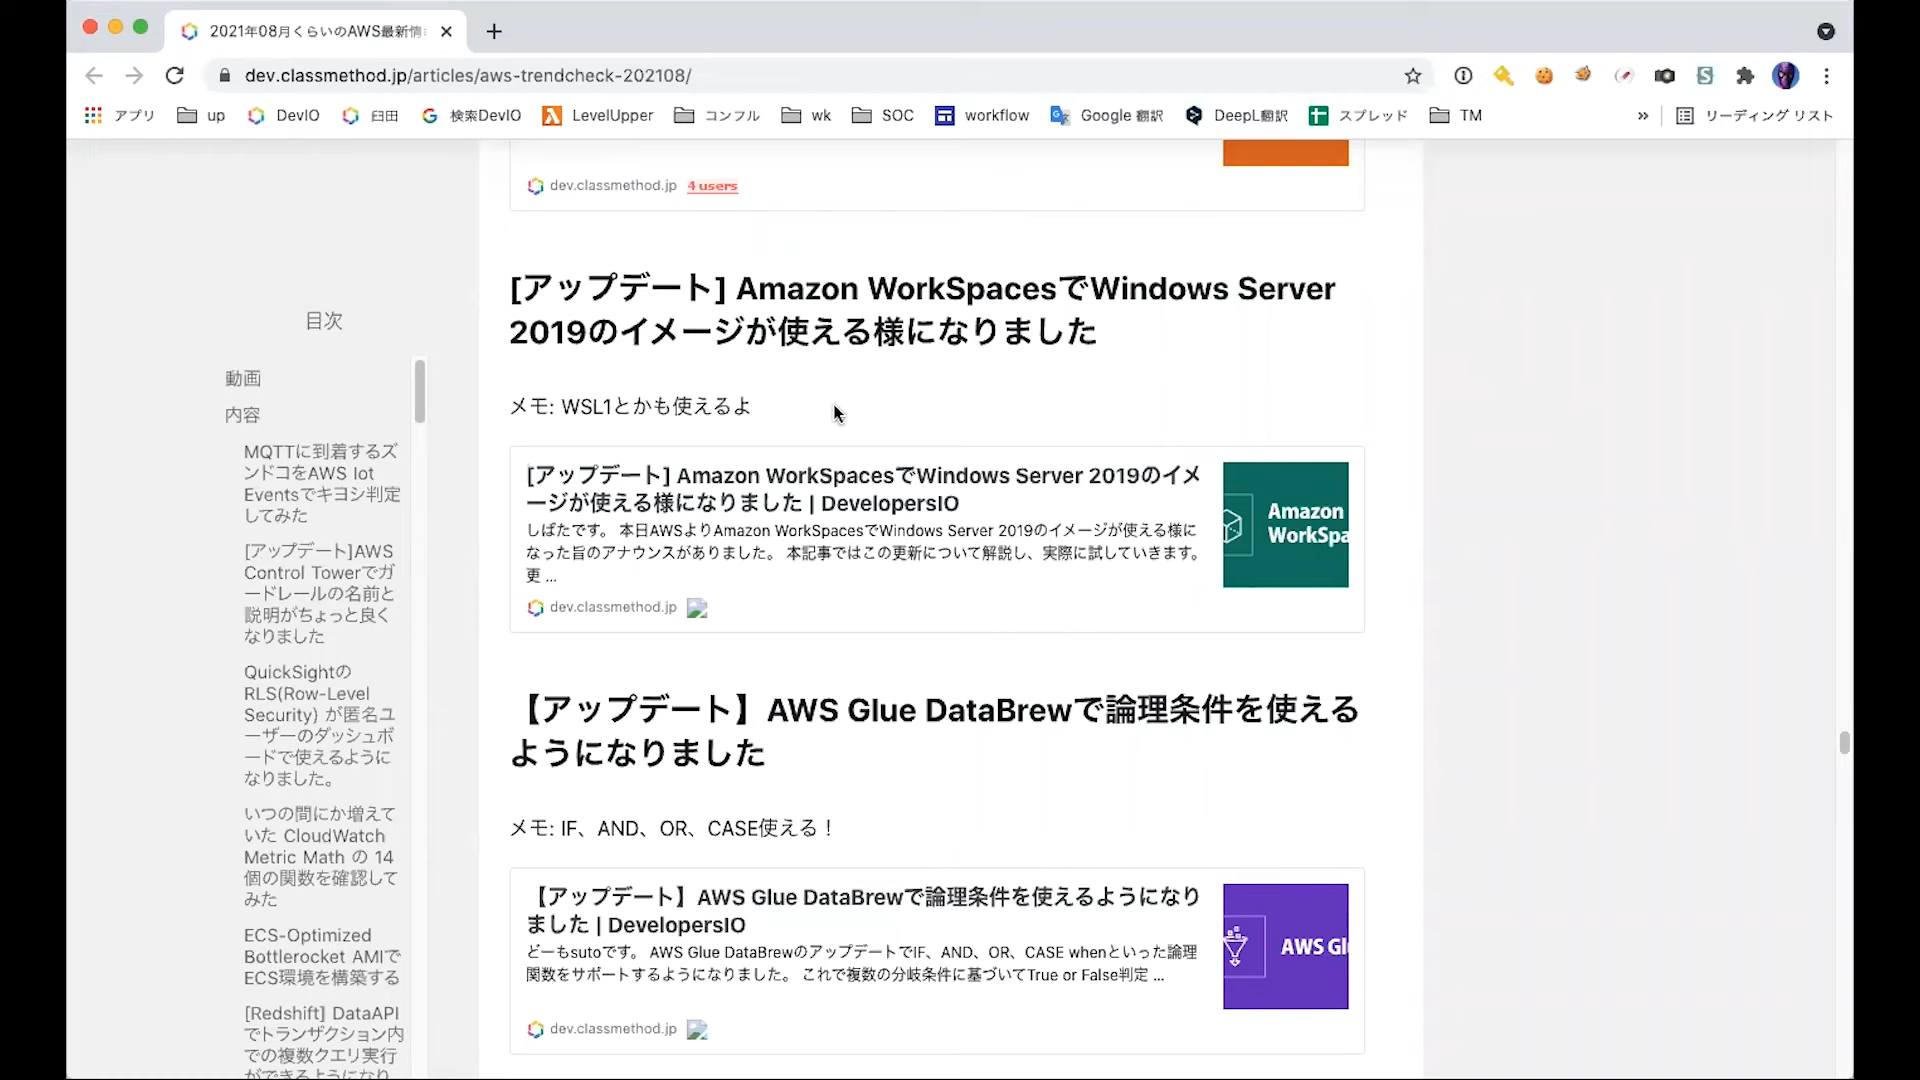 2021年08月くらいのAWS最新情
dev.classmethod.jp/articles/aws-trendcheck-202108/
アプリ
up
DevIO
臼田
検索DevIO
LevelUpper
コンフル
wk
SOC
workflow
Google 翻訳
DeepL翻訳
スプレッド
TM
»
リーディング リスト
dev.classmethod.jp 4 users
[アップデート] Amazon WorkSpacesでWindows Server
2019のイメージが使える様になりました
メモ: WSL1とかも使えるよ
[アップデート] Amazon WorkSpacesでWindows Server 2019のイメ
ージが使える様になりました | DevelopersIO
しばたです。 本日AWSよりAmazon WorkSpacesでWindows Server 2019のイメージが使える様に
なった旨のアナウンスがありました。 本記事ではこの更新について解説し、実際に試していきます。
更 ...
dev.classmethod.jp
Amazon
WorkSpa
【アップデート】AWS Glue DataBrewで論理条件を使える
ようになりました
メモ: IF、AND、OR、CASE使える！
【アップデート】AWS Glue DataBrewで論理条件を使えるようになり
ました | DevelopersIO
どーもsutoです。 AWS Glue DataBrewのアップデートでIF、AND、OR、CASE whenといった論理
関数をサポートするようになりました。 これで複数の分岐条件に基づいてTrue or False判定 ...
dev.classmethod.jp
AWS Gl
目次
動画
内容
MQTTに到着するズ
ンドコをAWS Iot
Eventsでキヨシ判定
してみた
[アップデート]AWS
Control Towerでガ
ードレールの名前と
説明がちょっと良く
なりました
QuickSightの
RLS(Row-Level
Security) が匿名ユ
ーザーのダッシュボ
ードで使えるように
なりました。
いつの間にか増えて
いた CloudWatch
Metric Math の 14
個の関数を確認して
みた
ECS-Optimized
Bottlerocket AMIで
ECS環境を構築する
[Redshift] DataAPI
でトランザクション内
での複数クエリ実行
ができるようになり